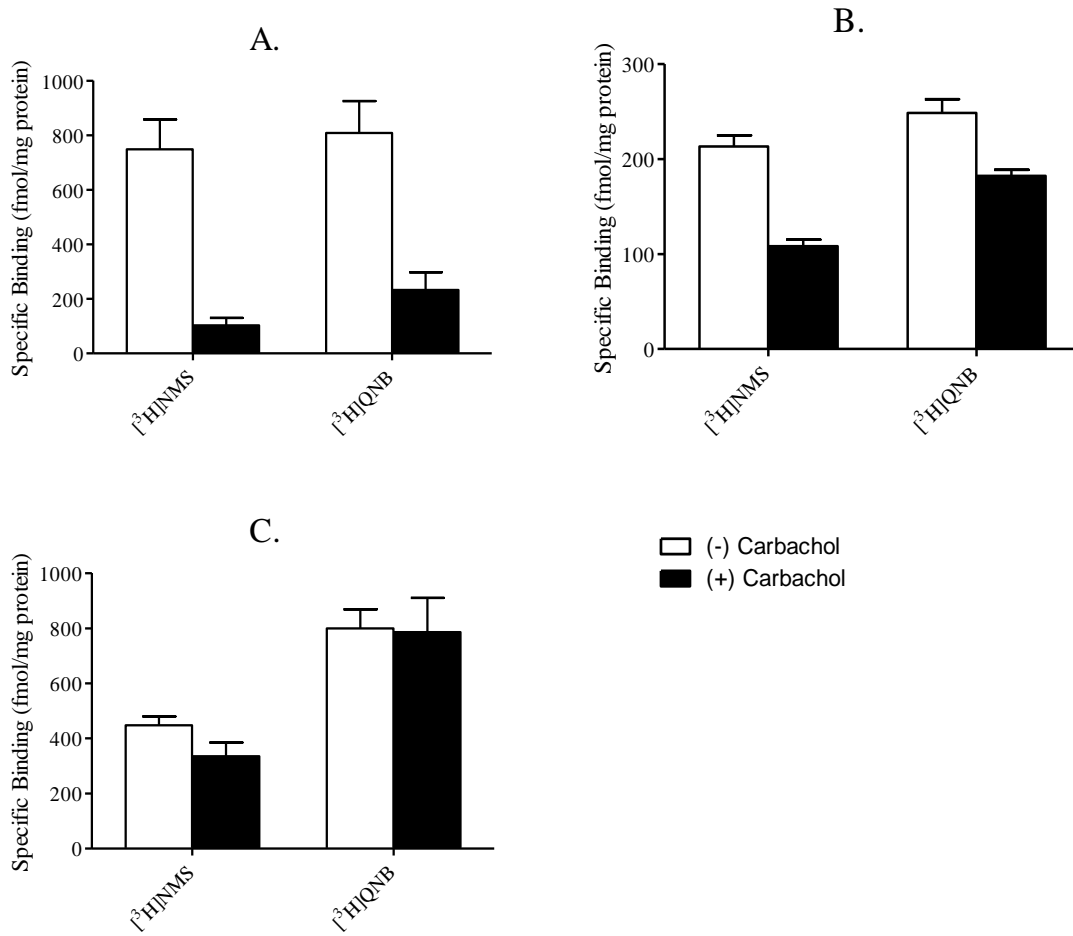 A.
Specific Binding (fmol/mg protein)
1000
800
600
400
200
0
[³H]NMS
[³H]QNB
B.
Specific Binding (fmol/mg protein)
300
200
100
0
[³H]NMS
[³H]QNB
C.
Specific Binding (fmol/mg protein)
1000
800
600
400
200
0
[³H]NMS
[³H]QNB
(-) Carbachol
(+) Carbachol